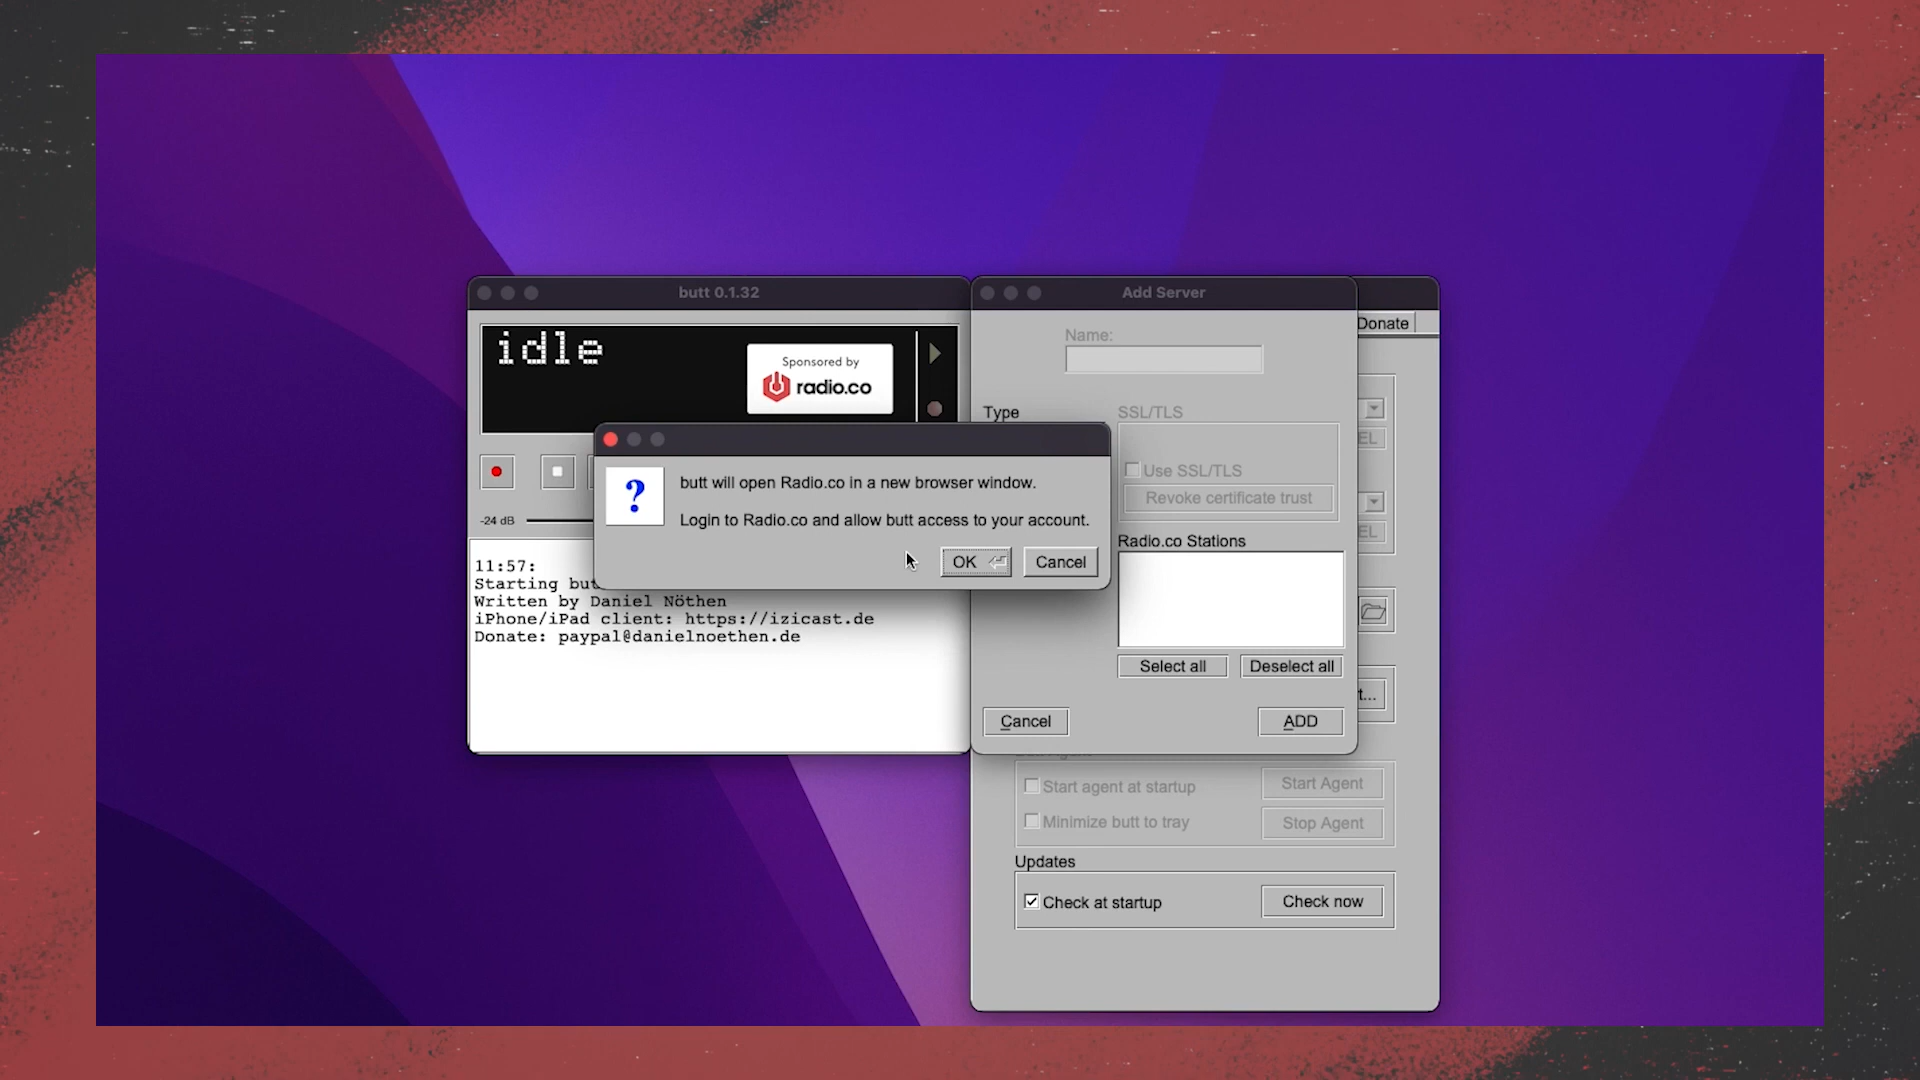 butt 0.1.32
idle
Sponsored by
radio.co
-24 dB
11:57:
Written by Daniel Nöthen
iPhone/iPad client: https://izicast.de
Donate: paypal@danielnoethen.de
butt will open Radio.co in a new browser window.
Login to Radio.co and allow butt access to your account.
OK
Cancel
Add Server
Name:
Type
SSL/TLS
Use SSL/TLS
Revoke certificate trust
Radio.co Stations
Select all
Deselect all
Cancel
ADD
Donate
Start agent at startup
Start Agent
Minimize butt to tray
Stop Agent
Updates
Check at startup
Check now